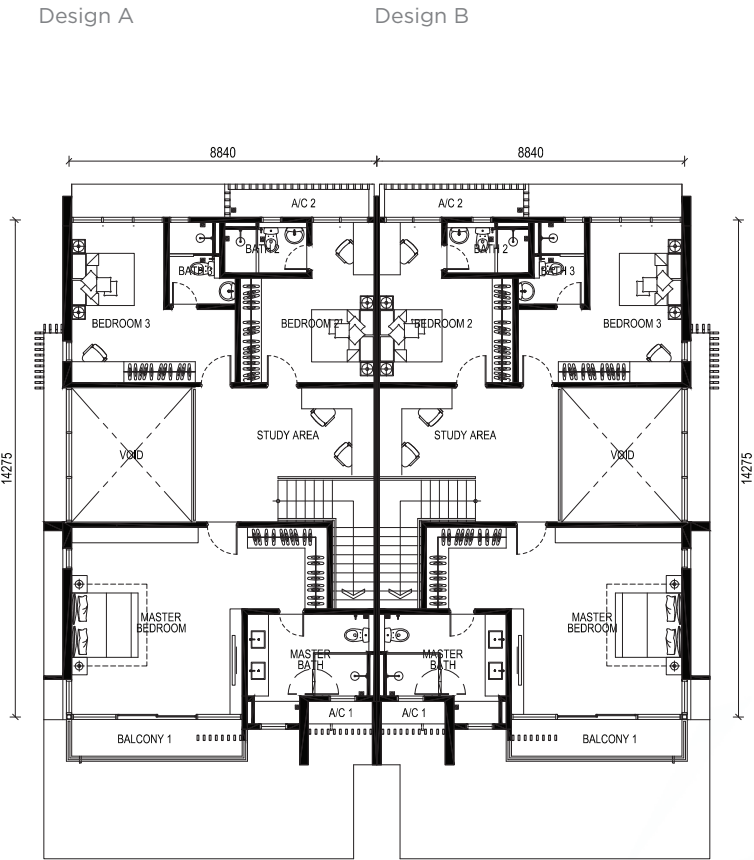 Design A
Design B
8840
8840
A/C 2
A/C 2
BATH 2
BATH 2
BATH 3
BATH 3
BEDROOM 3
BEDROOM 2
BEDROOM 2
BEDROOM 3
STUDY AREA
STUDY AREA
VOID
VOID
14275
14275
MASTER
BEDROOM
MASTER
BEDROOM
MASTER
BATH
MASTER
BATH
A/C 1
A/C 1
BALCONY 1
BALCONY 1